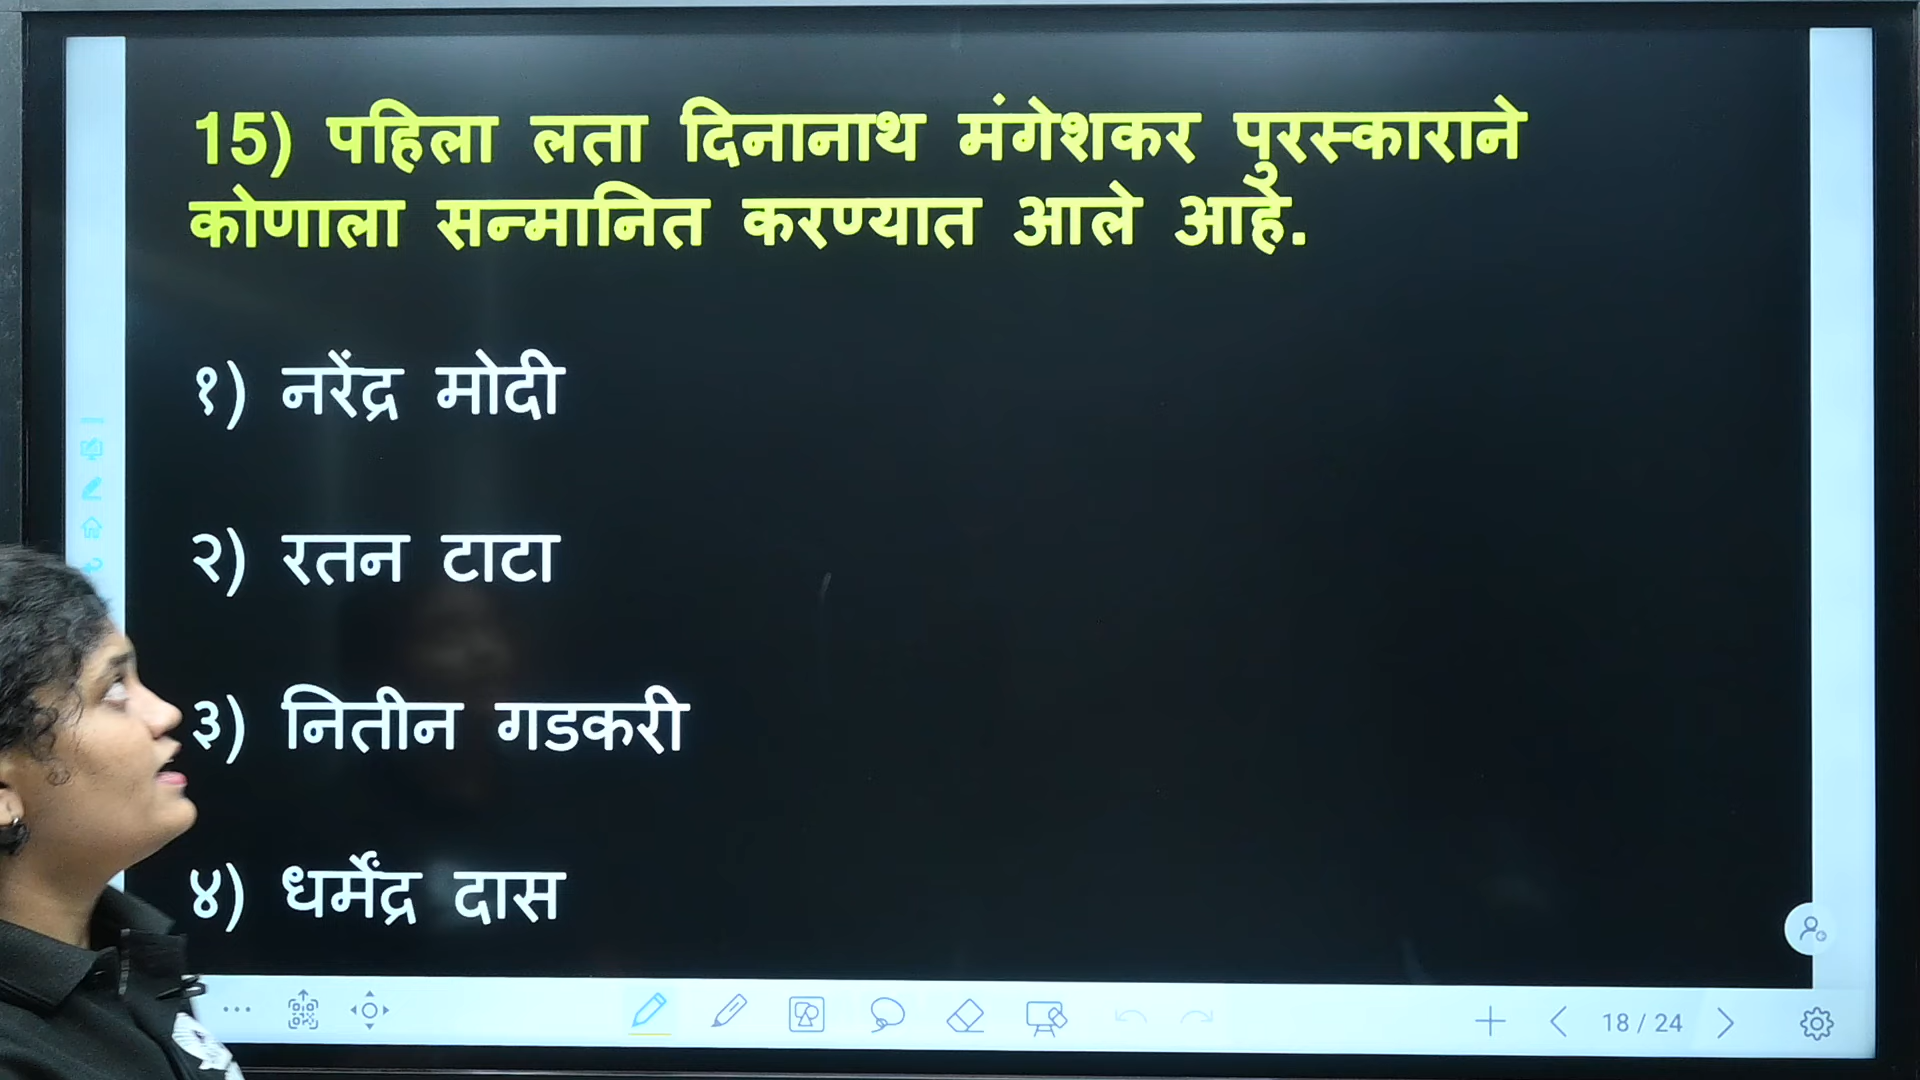 15) पहिला लता दिनानाथ मंगेशकर पुरस्काराने
कोणाला सन्मानित करण्यात आले आहे.
१) नरेंद्र मोदी
२) रतन टाटा
३) नितीन गडकरी
४) धर्मेंद्र दास
18 / 24